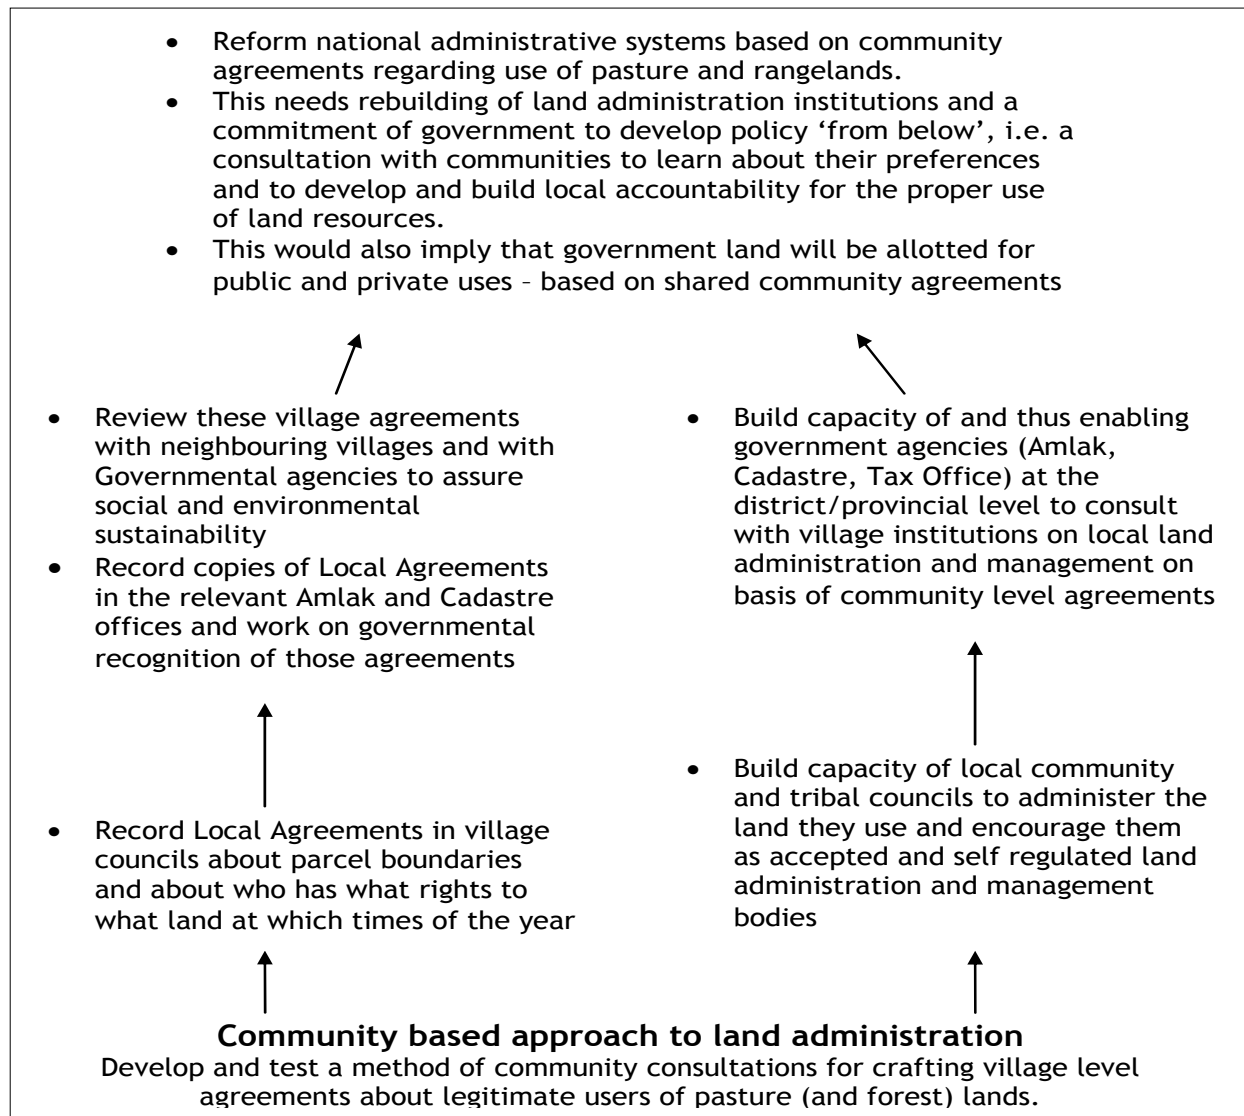 • Reform national administrative systems based on community
agreements regarding use of pasture and rangelands.
• This needs rebuilding of land administration institutions and a
commitment of government to develop policy ‘from below’, i.e. a
consultation with communities to learn about their preferences
and to develop and build local accountability for the proper use
of land resources.
• This would also imply that government land will be allotted for
public and private uses – based on shared community agreements
• Review these village agreements
with neighbouring villages and with
Governmental agencies to assure
social and environmental
sustainability
• Record copies of Local Agreements
in the relevant Amlak and Cadastre
offices and work on governmental
recognition of those agreements
• Build capacity of and thus enabling
government agencies (Amlak,
Cadastre, Tax Office) at the
district/provincial level to consult
with village institutions on local land
administration and management on
basis of community level agreements
• Record Local Agreements in village
councils about parcel boundaries
and about who has what rights to
what land at which times of the year
• Build capacity of local community
and tribal councils to administer the
land they use and encourage them
as accepted and self regulated land
administration and management
bodies
Community based approach to land administration
Develop and test a method of community consultations for crafting village level
agreements about legitimate users of pasture (and forest) lands.